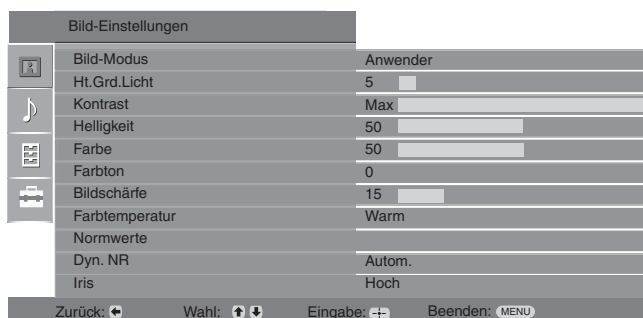 Bild-Einstellungen
Bild-Modus Anwender
Ht.Grd.Licht 5
Kontrast Max
Helligkeit 50
Farbe 50
Farbton 0
Bildschärfe 15
Farbtemperatur Warm
Normwerte
Dyn. NR Autom.
Iris Hoch
Zurück: Wahl: Eingabe: Beenden: MENU